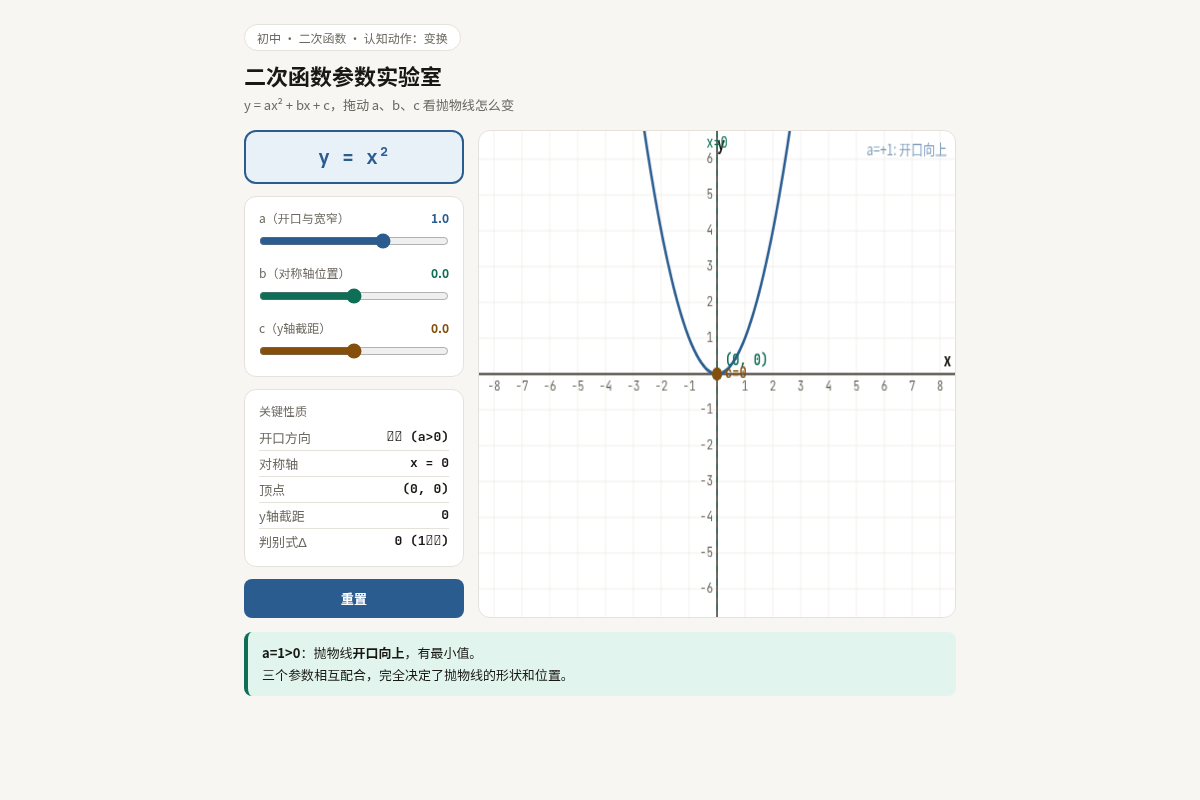 初中 · 二次函数 · 认知动作：变换
二次函数参数实验室
y = ax² + bx + c，拖动 a、b、c 看抛物线怎么变
y = x²
a（开口与宽窄） 1.0
b（对称轴位置） 0.0
c（y轴截距） 0.0
关键性质
开口方向 (a>0)
对称轴 x = 0
顶点 (0, 0)
y轴截距 0
判别式Δ 0 (1)
重置
x=0
y
a=+1: 开口向上
6
5
4
3
2
1
(0, 0)
c=0
x
-8 -7 -6 -5 -4 -3 -2 -1 1 2 3 4 5 6 7 8
-1
-2
-3
-4
-5
-6
a=1>0：抛物线开口向上，有最小值。
三个参数相互配合，完全决定了抛物线的形状和位置。